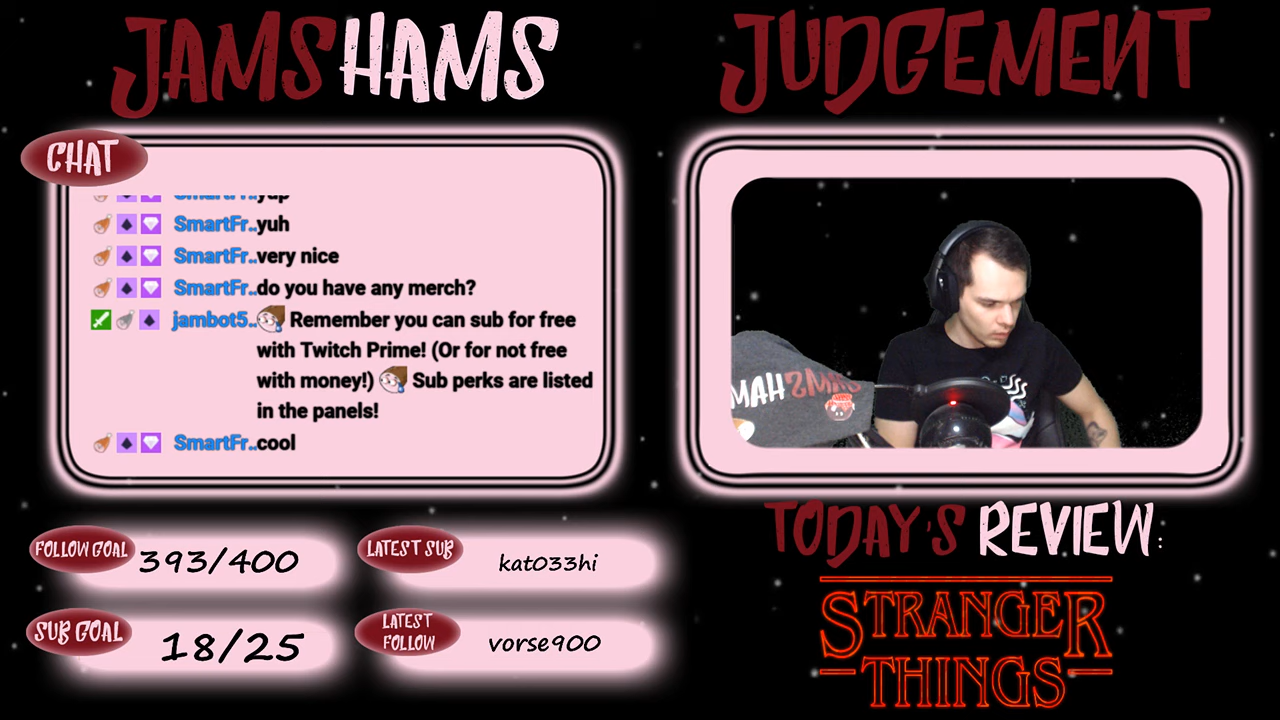 JAMSHAMS
JUDGEMENT
CHAT
SmartFr..yup
SmartFr..yuh
SmartFr..very nice
SmartFr..do you have any merch?
jambot5.. Remember you can sub for free
with Twitch Prime! (Or for not free
with money!) Sub perks are listed
in the panels!
SmartFr..cool
FOLLOW GOAL
393/400
LATEST SUB
kat033hi
SUB GOAL
18/25
LATEST
FOLLOW
vorse900
TODAY'S REVIEW:
STRANGER
THINGS